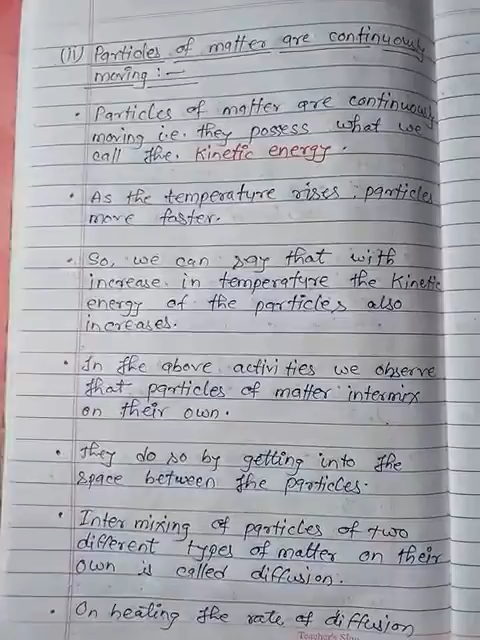 (ii) Particles of matter are continuously
moving :-
• Particles of matter are continuously
moving i.e. they possess what we
call the. Kinetic energy.
• As the temperature rises, particles
move faster.
• So, we can say that with
increase in temperature the Kinetic
energy of the particles also
increases.
• In the above activities we observe
that particles of matter intermix
on their own.
• They do so by getting into the
space between the particles.
• Inter mixing of particles of two
different types of matter on their
own is called diffusion.
• On heating the rate of diffusion
Teacher's Sign